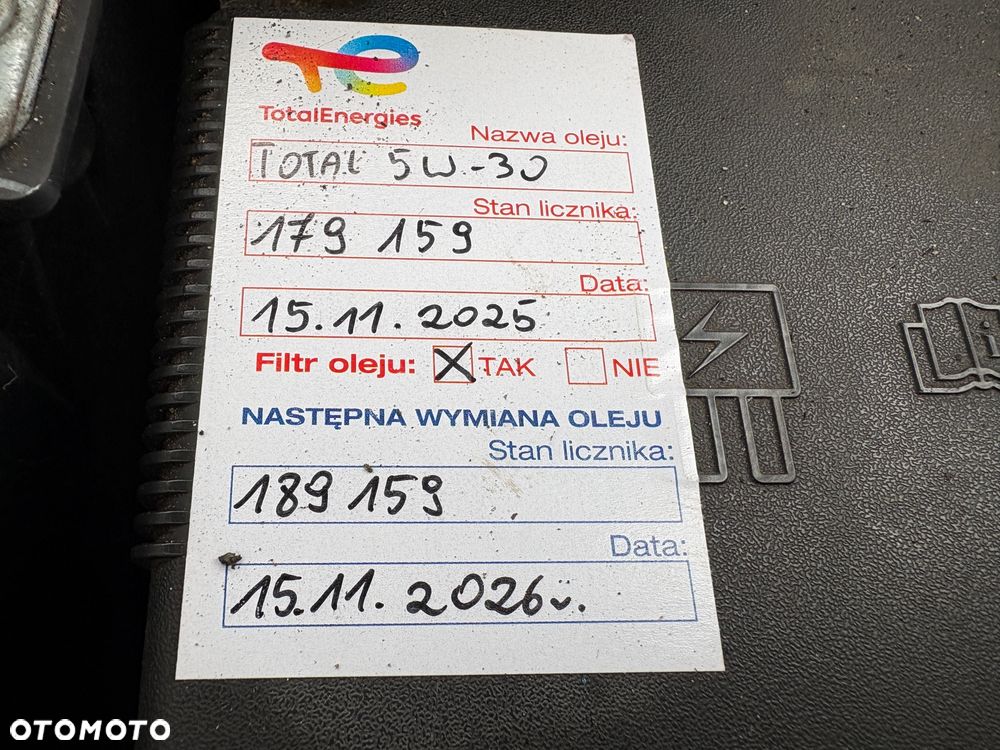 TotalEnergies
Nazwa oleju:
TOTAL 5W-30
Stan licznika:
179 159
Data:
15.11.2025
Filtr oleju: X TAK NIE
NASTĘPNA WYMIANA OLEJU
Stan licznika:
189 159
Data:
15.11.2026r.
i
OTOMOTO